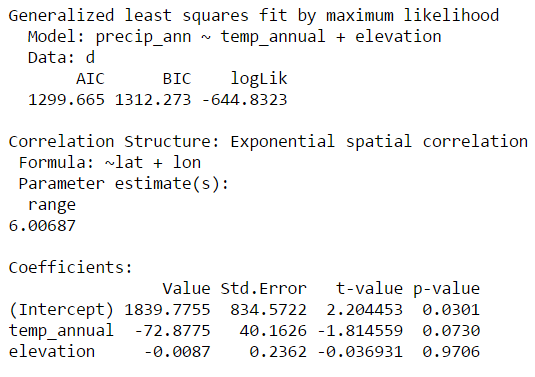 Generalized least squares fit by maximum likelihood
Model: precip_ann ~ temp_annual + elevation
Data: d
AIC BIC logLik
1299.665 1312.273 -644.8323
Correlation Structure: Exponential spatial correlation
Formula: ~lat + lon
Parameter estimate(s):
range
6.00687
Coefficients:
Value Std.Error t-value p-value
(Intercept) 1839.7755 834.5722 2.204453 0.0301
temp_annual -72.8775 40.1626 -1.814559 0.0730
elevation -0.0087 0.2362 -0.036931 0.9706